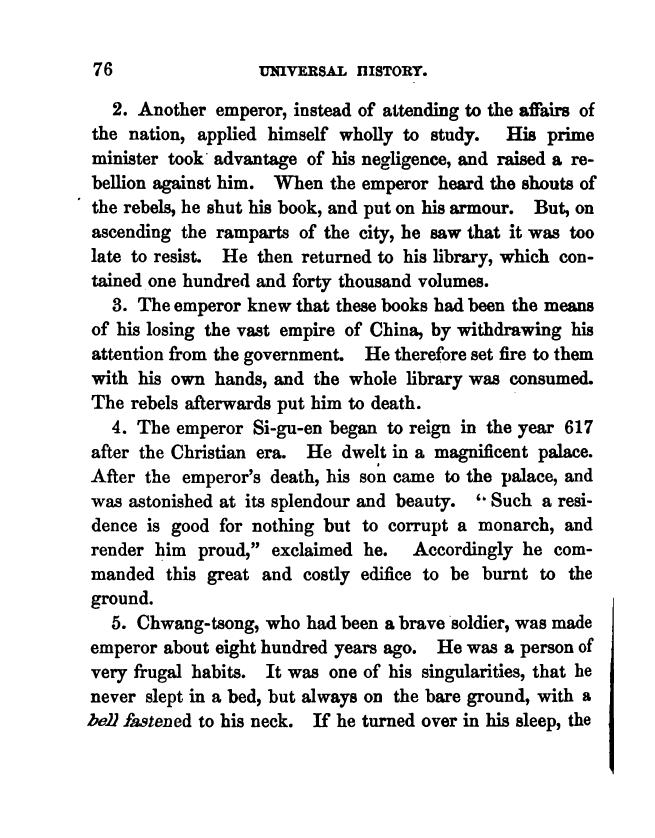 76 UNIVERSAL HISTORY.
2. Another emperor, instead of attending to the affairs of
the nation, applied himself wholly to study. His prime
minister took advantage of his negligence, and raised a re-
bellion against him. When the emperor heard the shouts of
the rebels, he shut his book, and put on his armour. But, on
ascending the ramparts of the city, he saw that it was too
late to resist. He then returned to his library, which con-
tained one hundred and forty thousand volumes.
3. The emperor knew that these books had been the means
of his losing the vast empire of China, by withdrawing his
attention from the government. He therefore set fire to them
with his own hands, and the whole library was consumed.
The rebels afterwards put him to death.
4. The emperor Si-gu-en began to reign in the year 617
after the Christian era. He dwelt in a magnificent palace.
After the emperor's death, his son came to the palace, and
was astonished at its splendour and beauty. “Such a resi-
dence is good for nothing but to corrupt a monarch, and
render him proud,” exclaimed he. Accordingly he com-
manded this great and costly edifice to be burnt to the
ground.
5. Chwang-tsong, who had been a brave soldier, was made
emperor about eight hundred years ago. He was a person of
very frugal habits. It was one of his singularities, that he
never slept in a bed, but always on the bare ground, with a
bell fastened to his neck. If he turned over in his sleep, the